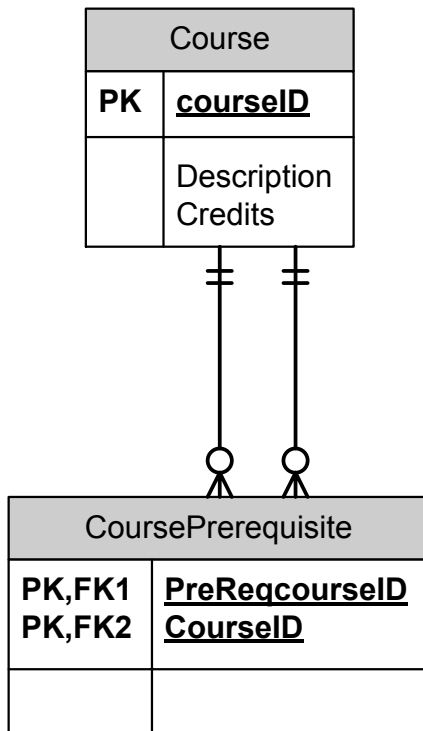 Course
PK courseID
Description
Credits
CoursePrerequisite
PK,FK1 PreReqcourseID
PK,FK2 CourseID